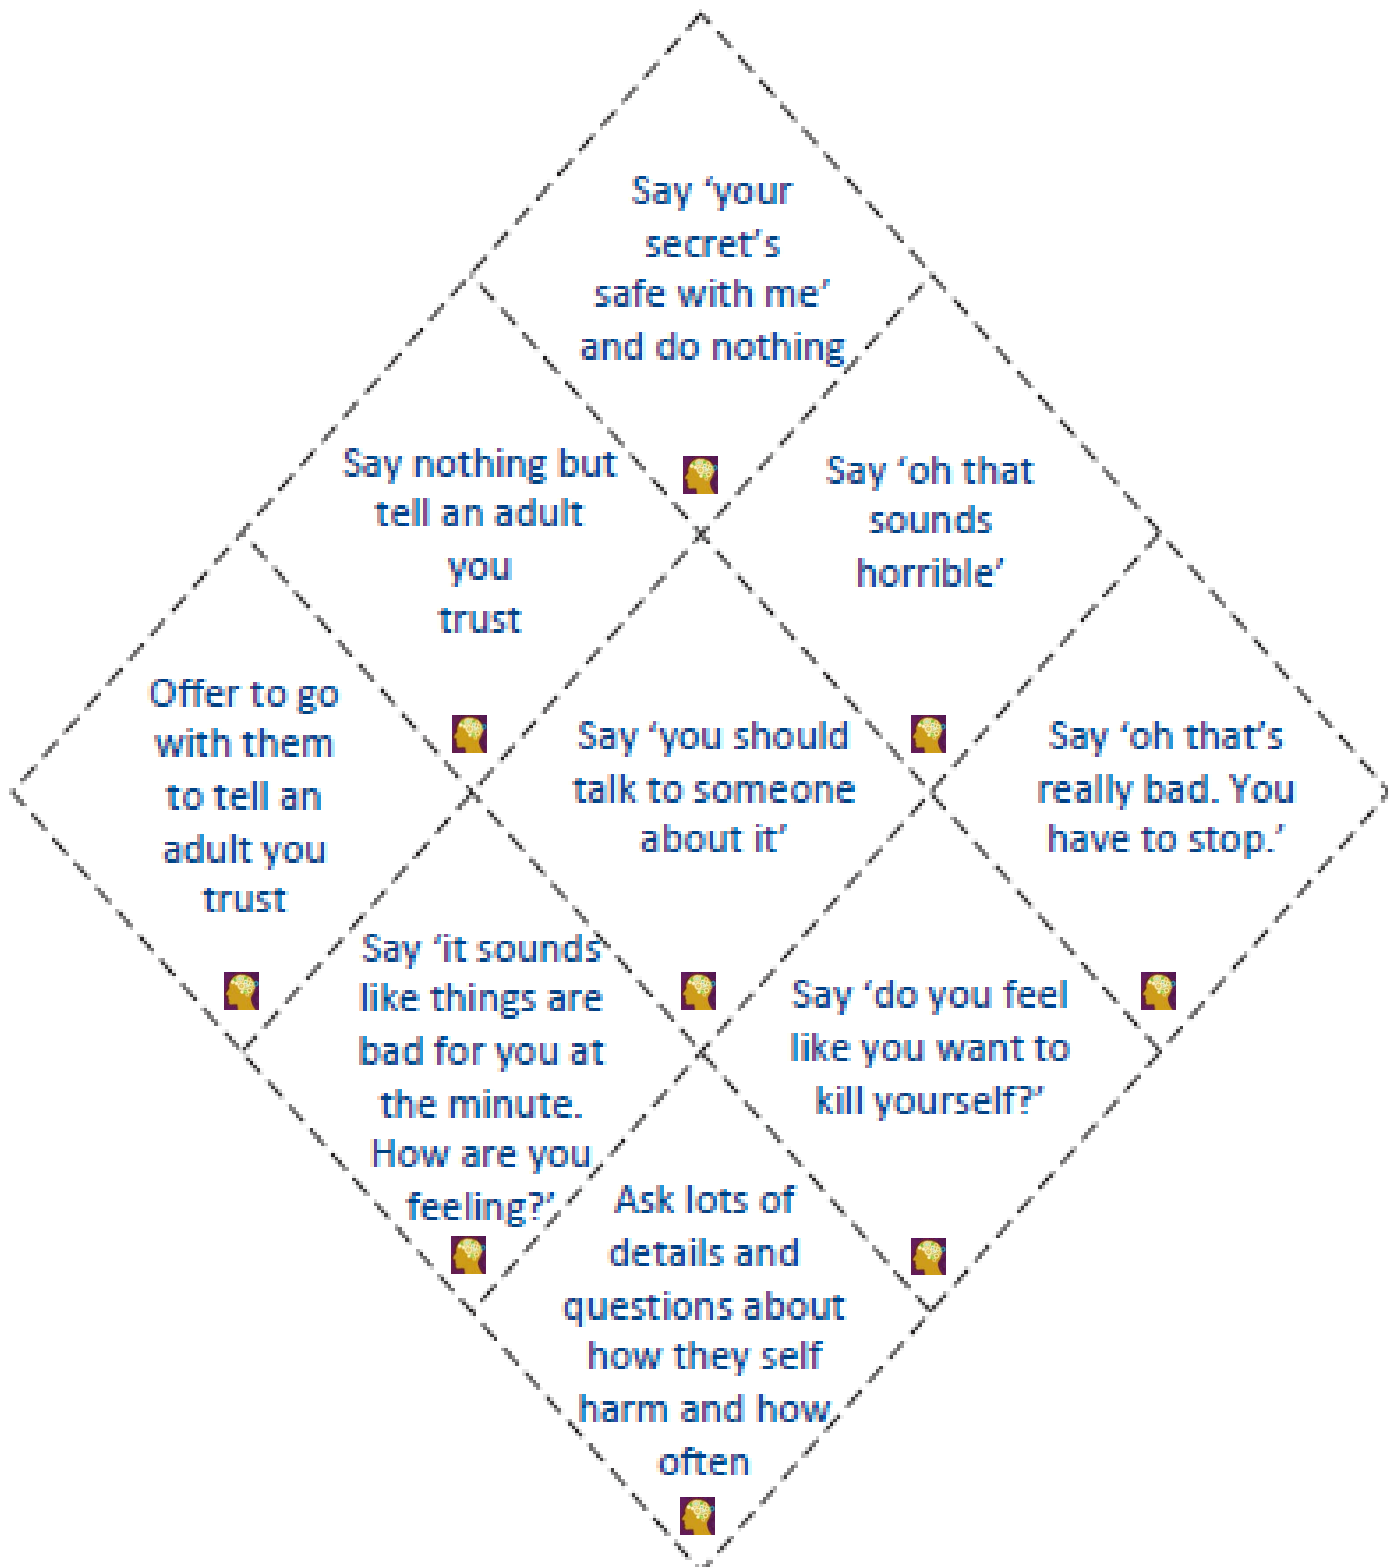 Say ‘your
secret's
safe with me’
and do nothing
Say nothing but
tell an adult
you
trust
Say ‘oh that
sounds
horrible’
Offer to go
with them
to tell an
adult you
trust
Say ‘you should
talk to someone
about it’
Say ‘oh that's
really bad. You
have to stop.’
Say ‘it sounds
like things are
bad for you at
the minute.
How are you
feeling?’
Say ‘do you feel
like you want to
kill yourself?’
Ask lots of
details and
questions about
how they self
harm and how
often